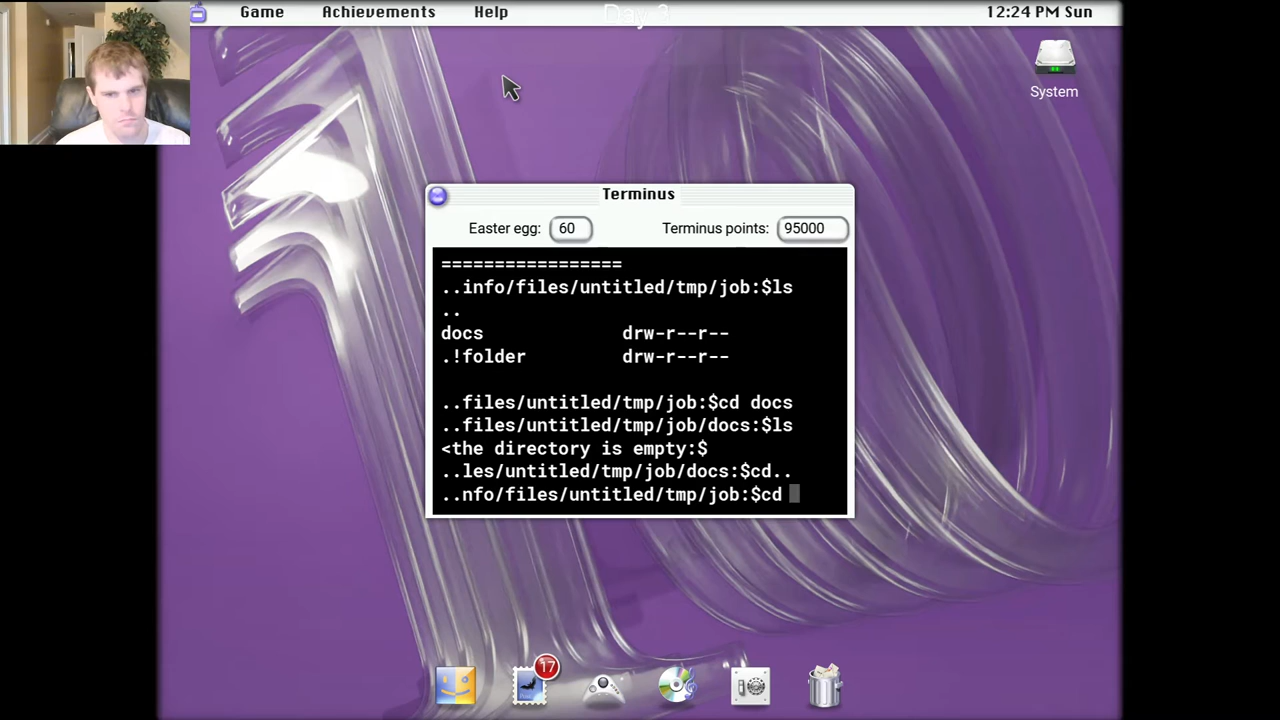 Game Achievements Help Day 3 12:24 PM Sun
System
Terminus
Easter egg: 60 Terminus points: 95000
=================
..info/files/untitled/tmp/job:$ls
..
docs drw-r--r--
.!folder drw-r--r--
..files/untitled/tmp/job:$cd docs
..files/untitled/tmp/job/docs:$ls
<the directory is empty:$
..les/untitled/tmp/job/docs:$cd..
..nfo/files/untitled/tmp/job:$cd
17